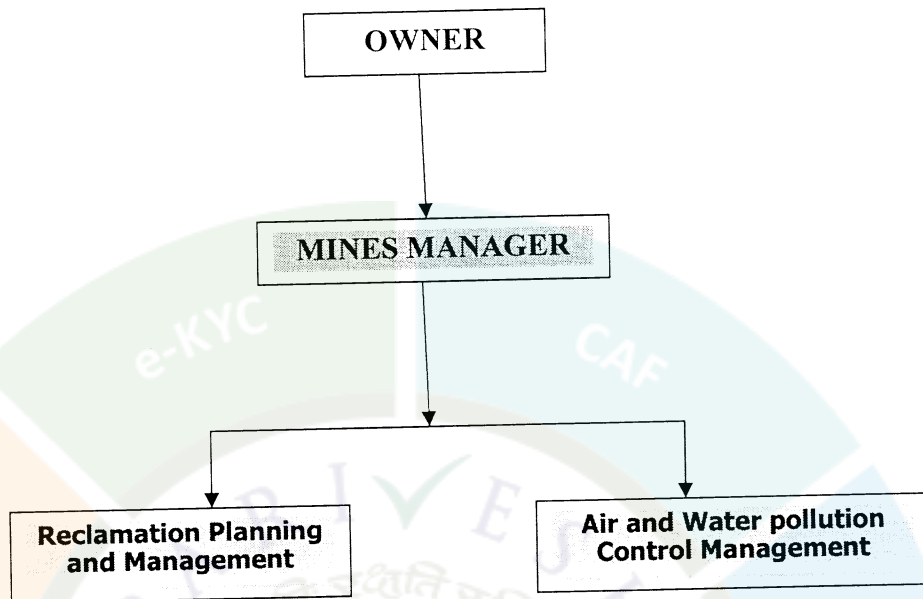 OWNER
MINES MANAGER
e-KYC
CAF
Reclamation Planning
and Management
Air and Water pollution
Control Management